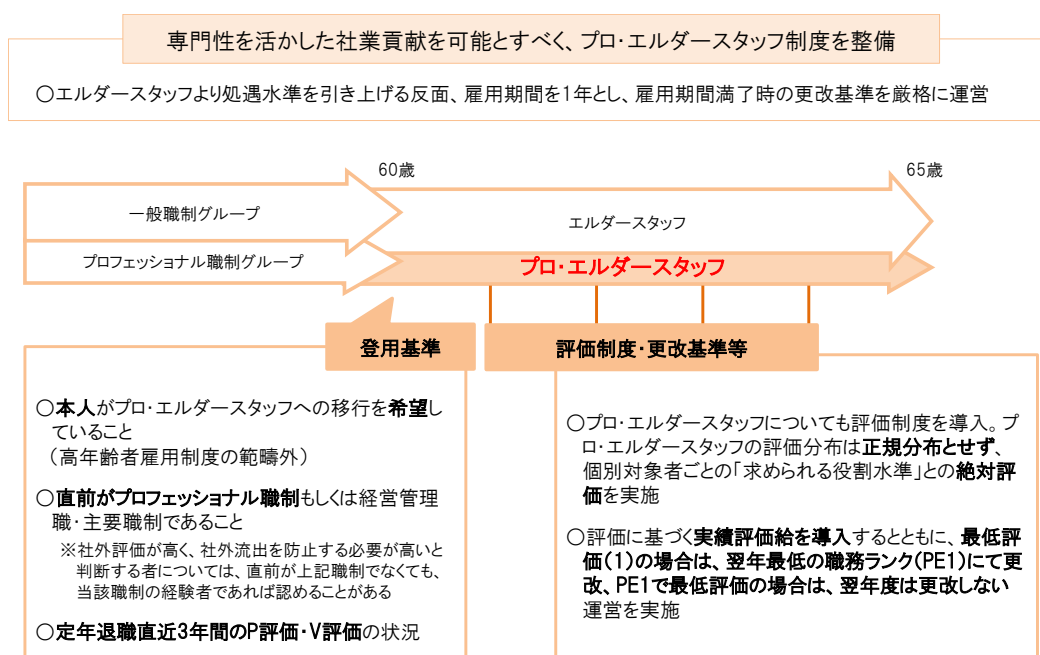 専門性を活かした社業貢献を可能とすべく、プロ・エルダースタッフ制度を整備
○エルダースタッフより処遇水準を引き上げる反面、雇用期間を1年とし、雇用期間満了時の更改基準を厳格に運営
60歳
65歳
一般職制グループ
エルダースタッフ
プロフェッショナル職制グループ
プロ・エルダースタッフ
登用基準
○本人がプロ・エルダースタッフへの移行を希望し
ていること
（高年齢者雇用制度の範疇外）
○直前がプロフェッショナル職制もしくは経営管理
職・主要職制であること
※社外評価が高く、社外流出を防止する必要が高いと
判断する者については、直前が上記職制でなくても、
当該職制の経験者であれば認めることがある
○定年退職直近3年間のP評価・V評価の状況
評価制度・更改基準等
○プロ・エルダースタッフについても評価制度を導入。プ
ロ・エルダースタッフの評価分布は正規分布とせず、
個別対象者ごとの「求められる役割水準」との絶対評
価を実施
○評価に基づく実績評価給を導入するとともに、最低評
価(1)の場合は、翌年最低の職務ランク(PE1)にて更
改、PE1で最低評価の場合は、翌年度は更改しない
運営を実施